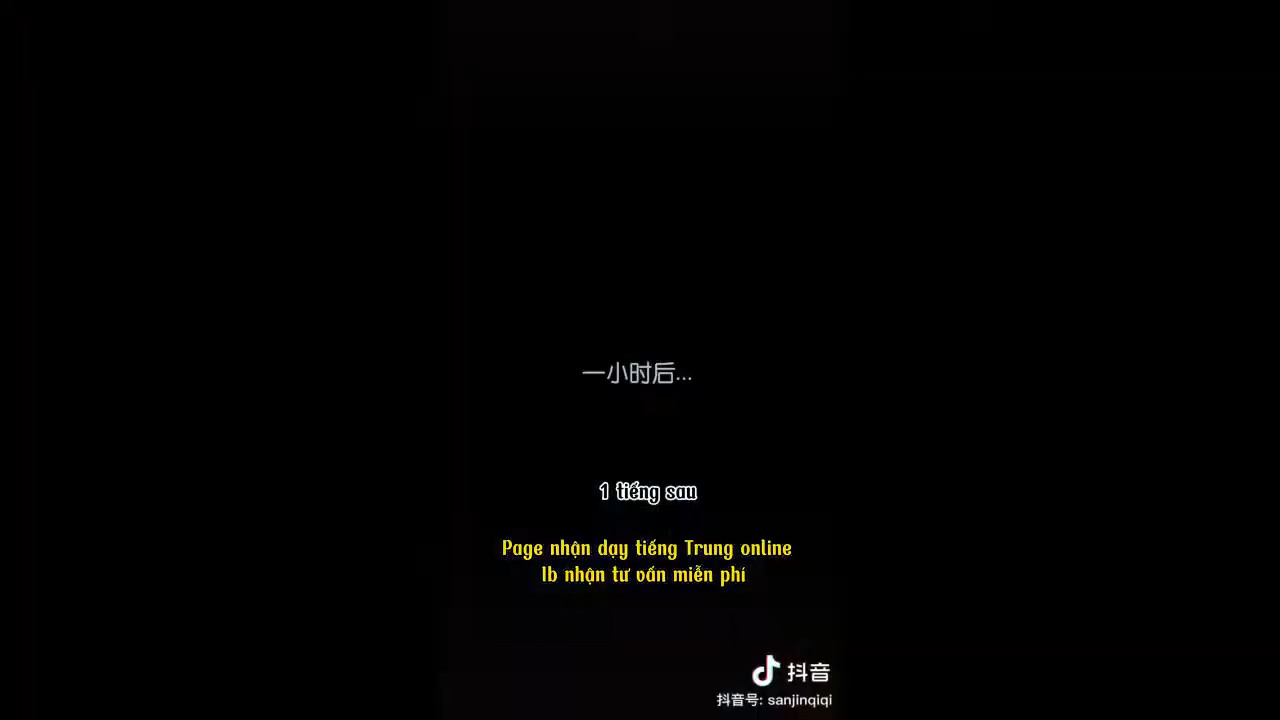 一小时后...
1 tiếng sau
Page nhận dạy tiếng Trung online
Ib nhận tư vấn miễn phí
抖音
抖音号: sanjinqiqi